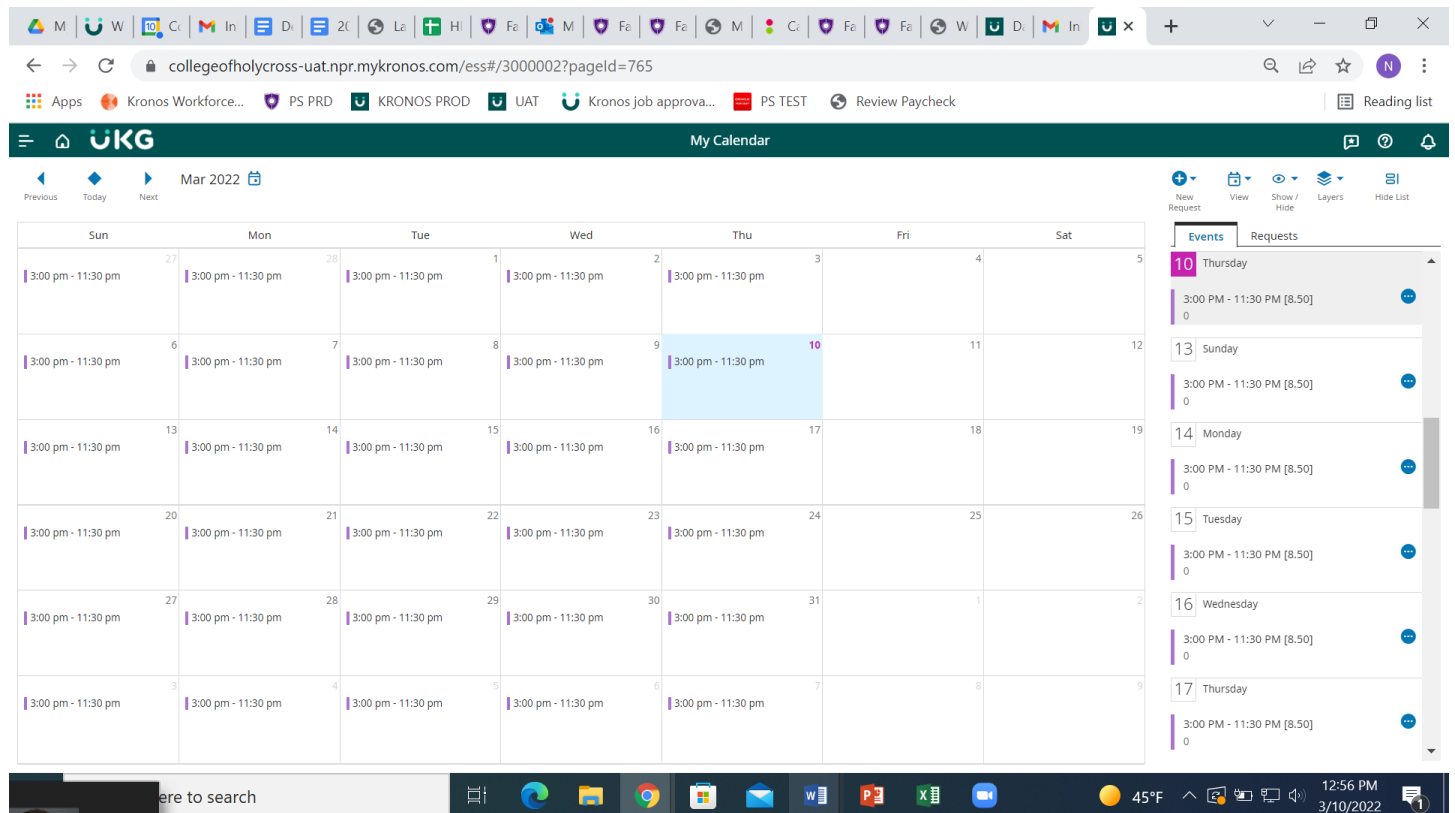 M W Co In Do 20 La HI Fa M Fa Fa M Ca Fa Fa W Da In
collegeofholycross-uat.npr.mykronos.com/ess#/3000002?pageId=765 N
Apps Kronos Workforce... PS PRD KRONOS PROD UAT Kronos job approva... PS TEST Review Paycheck Reading list
UKG My Calendar
Previous Today Next Mar 2022 New Request View Show / Hide Layers Hide List
Sun Mon Tue Wed Thu Fri Sat
27 28 1 2 3 4 5
3:00 pm - 11:30 pm 3:00 pm - 11:30 pm 3:00 pm - 11:30 pm 3:00 pm - 11:30 pm 3:00 pm - 11:30 pm
6 7 8 9 10 11 12
3:00 pm - 11:30 pm 3:00 pm - 11:30 pm 3:00 pm - 11:30 pm 3:00 pm - 11:30 pm 3:00 pm - 11:30 pm
13 14 15 16 17 18 19
3:00 pm - 11:30 pm 3:00 pm - 11:30 pm 3:00 pm - 11:30 pm 3:00 pm - 11:30 pm 3:00 pm - 11:30 pm
20 21 22 23 24 25 26
3:00 pm - 11:30 pm 3:00 pm - 11:30 pm 3:00 pm - 11:30 pm 3:00 pm - 11:30 pm 3:00 pm - 11:30 pm
27 28 29 30 31 1 2
3:00 pm - 11:30 pm 3:00 pm - 11:30 pm 3:00 pm - 11:30 pm 3:00 pm - 11:30 pm 3:00 pm - 11:30 pm
3 4 5 6 7 8 9
3:00 pm - 11:30 pm 3:00 pm - 11:30 pm 3:00 pm - 11:30 pm 3:00 pm - 11:30 pm 3:00 pm - 11:30 pm
Events Requests
10 Thursday
3:00 PM - 11:30 PM [8.50]
0
13 Sunday
3:00 PM - 11:30 PM [8.50]
0
14 Monday
3:00 PM - 11:30 PM [8.50]
0
15 Tuesday
3:00 PM - 11:30 PM [8.50]
0
16 Wednesday
3:00 PM - 11:30 PM [8.50]
0
17 Thursday
3:00 PM - 11:30 PM [8.50]
0
ere to search 45°F 12:56 PM
3/10/2022 1